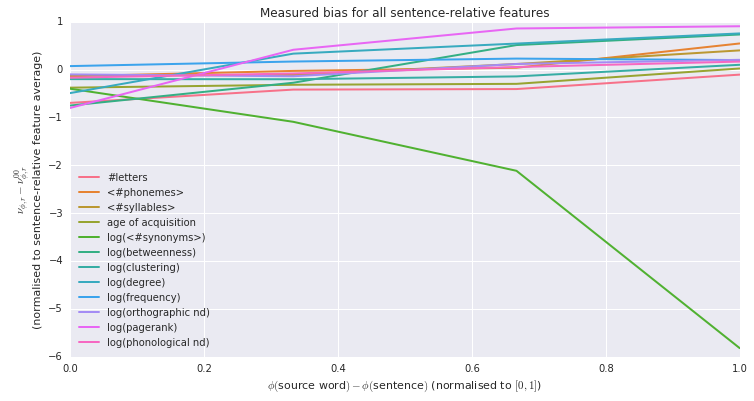 Measured bias for all sentence-relative features
ν_{φ,r} − ν^{00}_{φ,r}
(normalised to sentence-relative feature average)
1
0
−1
−2
−3
−4
−5
−6
#letters
<#phonemes>
<#syllables>
age of acquisition
log(<#synonyms>)
log(betweenness)
log(clustering)
log(degree)
log(frequency)
log(orthographic nd)
log(pagerank)
log(phonological nd)
0.0 0.2 0.4 0.6 0.8 1.0
ϕ(source word) − ϕ(sentence) (normalised to [0, 1])